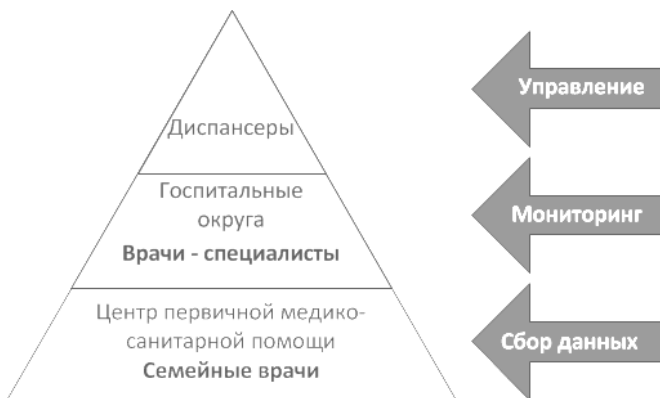 Диспансеры
Управление
Госпитальные
округа
Врачи - специалисты
Мониторинг
Центр первичной медико-
санитарной помощи
Семейные врачи
Сбор данных